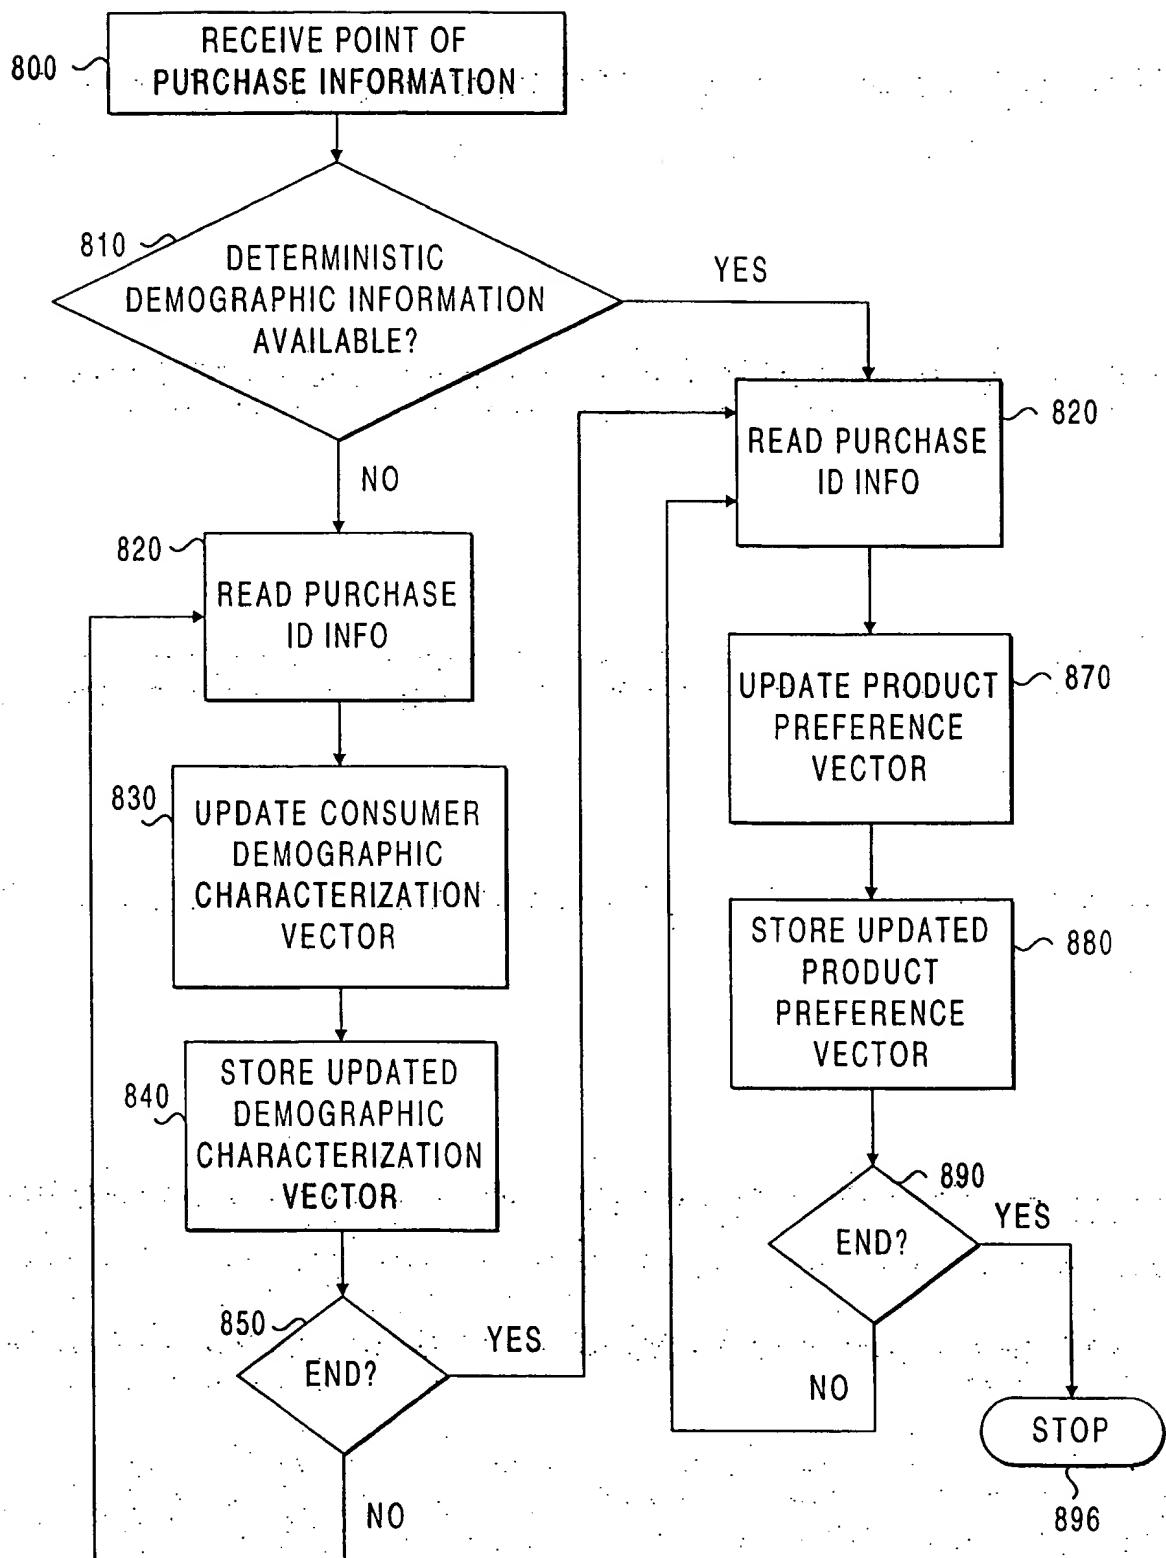 800
RECEIVE POINT OF
PURCHASE INFORMATION
810
DETERMINISTIC
DEMOGRAPHIC INFORMATION
AVAILABLE?
YES
NO
820
READ PURCHASE
ID INFO
830
UPDATE CONSUMER
DEMOGRAPHIC
CHARACTERIZATION
VECTOR
840
STORE UPDATED
DEMOGRAPHIC
CHARACTERIZATION
VECTOR
850
END?
YES
NO
820
READ PURCHASE
ID INFO
870
UPDATE PRODUCT
PREFERENCE
VECTOR
880
STORE UPDATED
PRODUCT
PREFERENCE
VECTOR
890
END?
YES
NO
STOP
896